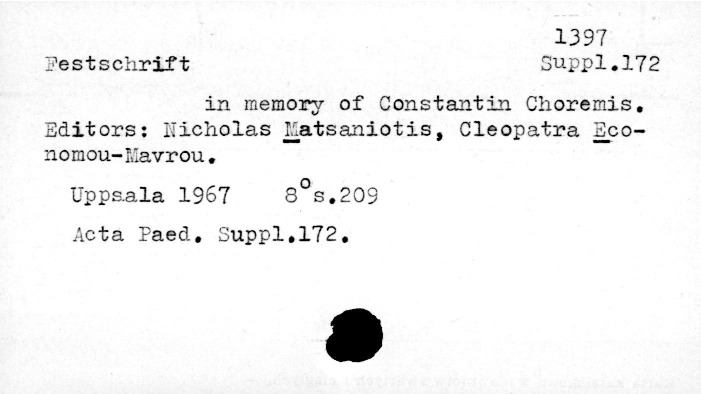 1397
Festschrift Suppl.172
in memory of Constantin Choremis.
Editors: Nicholas Matsaniotis, Cleopatra Eco-
nomou-Mavrou.
Uppsala 1967 8° s.209
Acta Paed. Suppl.172.